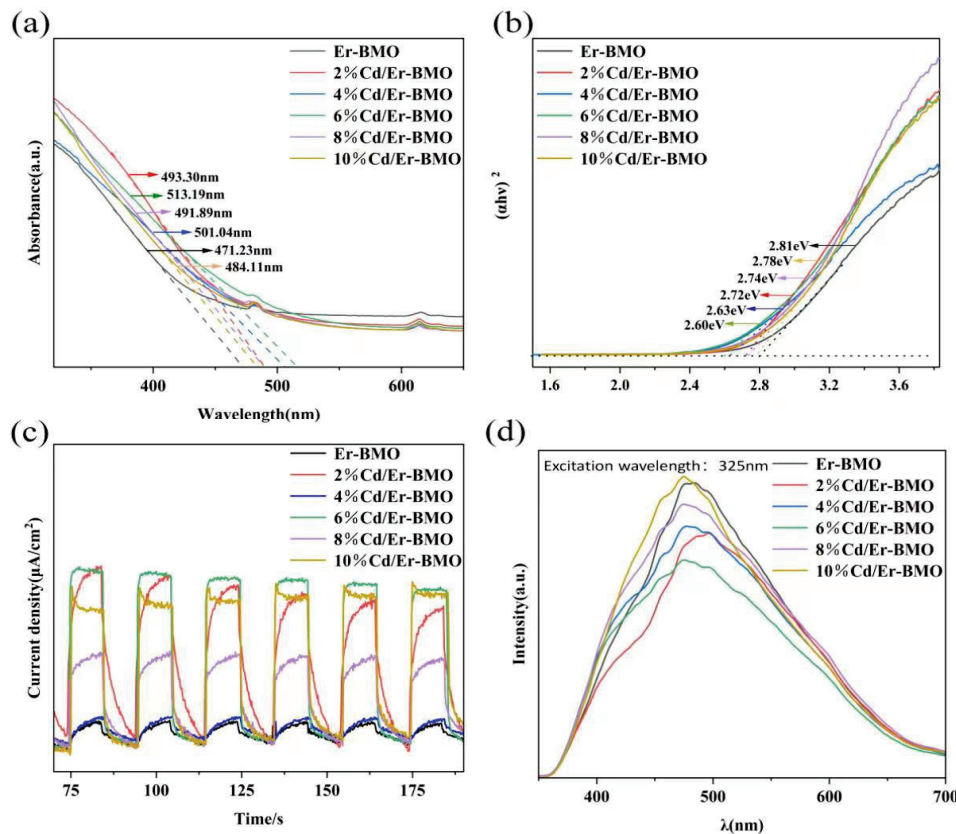 (a)
Er-BMO
2%Cd/Er-BMO
4%Cd/Er-BMO
6%Cd/Er-BMO
8%Cd/Er-BMO
10%Cd/Er-BMO
493.30nm
513.19nm
491.89nm
501.04nm
471.23nm
484.11nm
Absorbance(a.u.)
400
500
600
Wavelength(nm)
(b)
Er-BMO
2%Cd/Er-BMO
4%Cd/Er-BMO
6%Cd/Er-BMO
8%Cd/Er-BMO
10%Cd/Er-BMO
2.81eV
2.78eV
2.74eV
2.72eV
2.63eV
2.60eV
(αhv)²
1.6
2.0
2.4
2.8
3.2
3.6
(c)
Er-BMO
2%Cd/Er-BMO
4%Cd/Er-BMO
6%Cd/Er-BMO
8%Cd/Er-BMO
10%Cd/Er-BMO
Current density(μA/cm²)
75
100
125
150
175
Time/s
(d)
Excitation wavelength：325nm
Er-BMO
2%Cd/Er-BMO
4%Cd/Er-BMO
6%Cd/Er-BMO
8%Cd/Er-BMO
10%Cd/Er-BMO
Intensity(a.u.)
400
500
600
700
λ(nm)